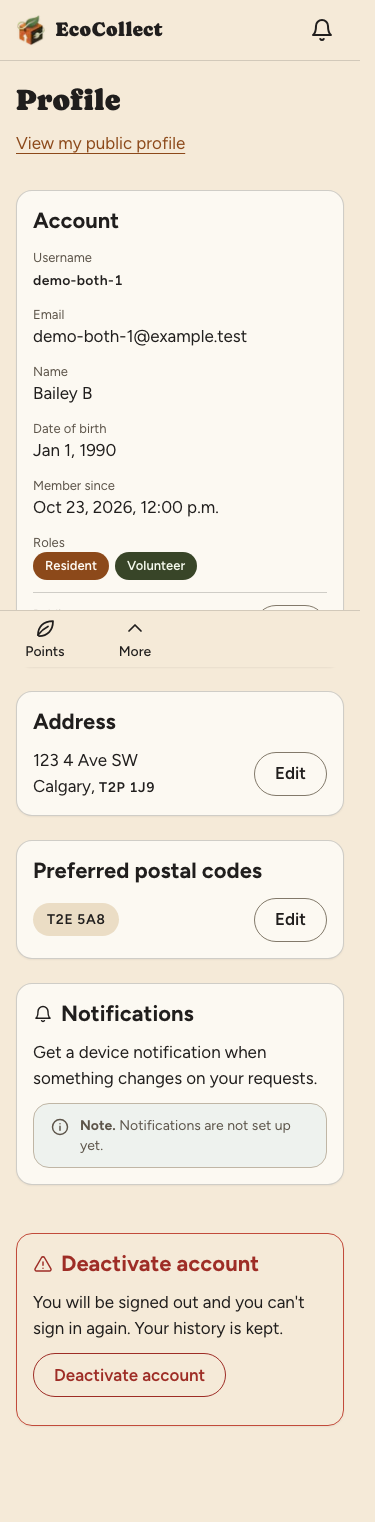 EcoCollect
Profile
View my public profile
Account
Username
demo-both-1
Email
demo-both-1@example.test
Name
Bailey B
Date of birth
Jan 1, 1990
Member since
Oct 23, 2026, 12:00 p.m.
Roles
Resident Volunteer
Points More
Address
123 4 Ave SW
Calgary, T2P 1J9
Edit
Preferred postal codes
T2E 5A8
Edit
Notifications
Get a device notification when
something changes on your requests.
Note. Notifications are not set up
yet.
Deactivate account
You will be signed out and you can't
sign in again. Your history is kept.
Deactivate account